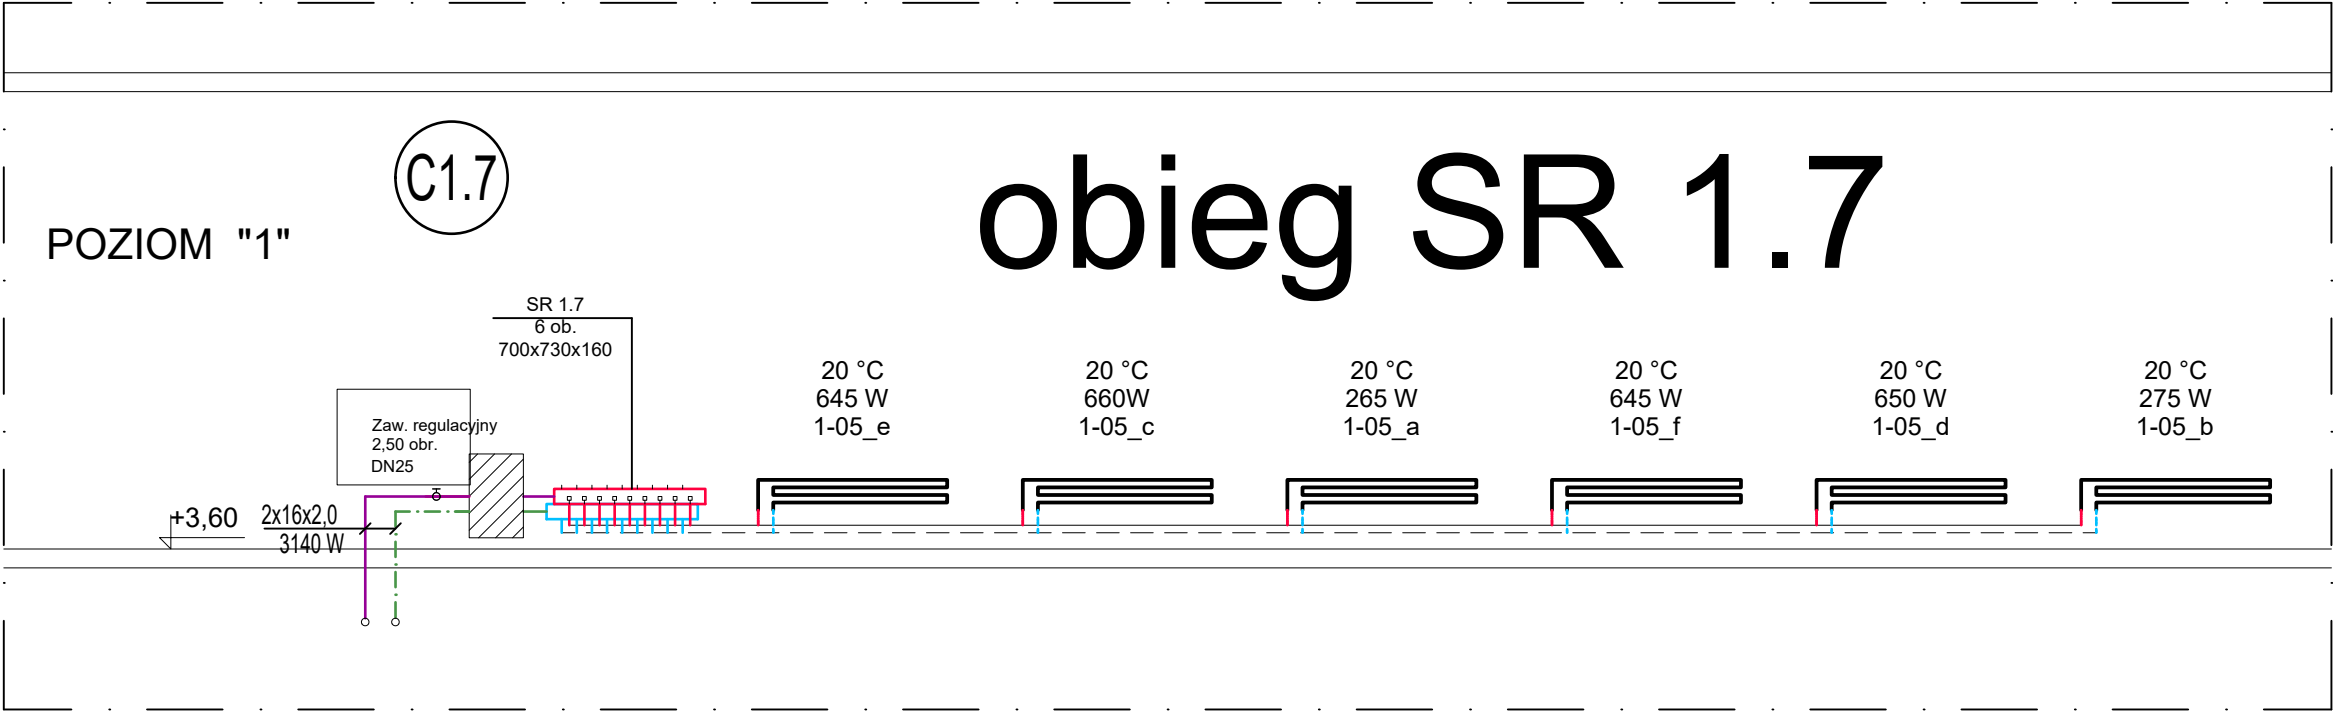 C1.7
obieg SR 1.7
POZIOM "1"
SR 1.7
6 ob.
700x730x160
20 °C
645 W
1-05_e
20 °C
660W
1-05_c
20 °C
265 W
1-05_a
20 °C
645 W
1-05_f
20 °C
650 W
1-05_d
20 °C
275 W
1-05_b
Zaw. regulacyjny
2,50 obr.
DN25
+3,60
2x16x2,0
3140 W